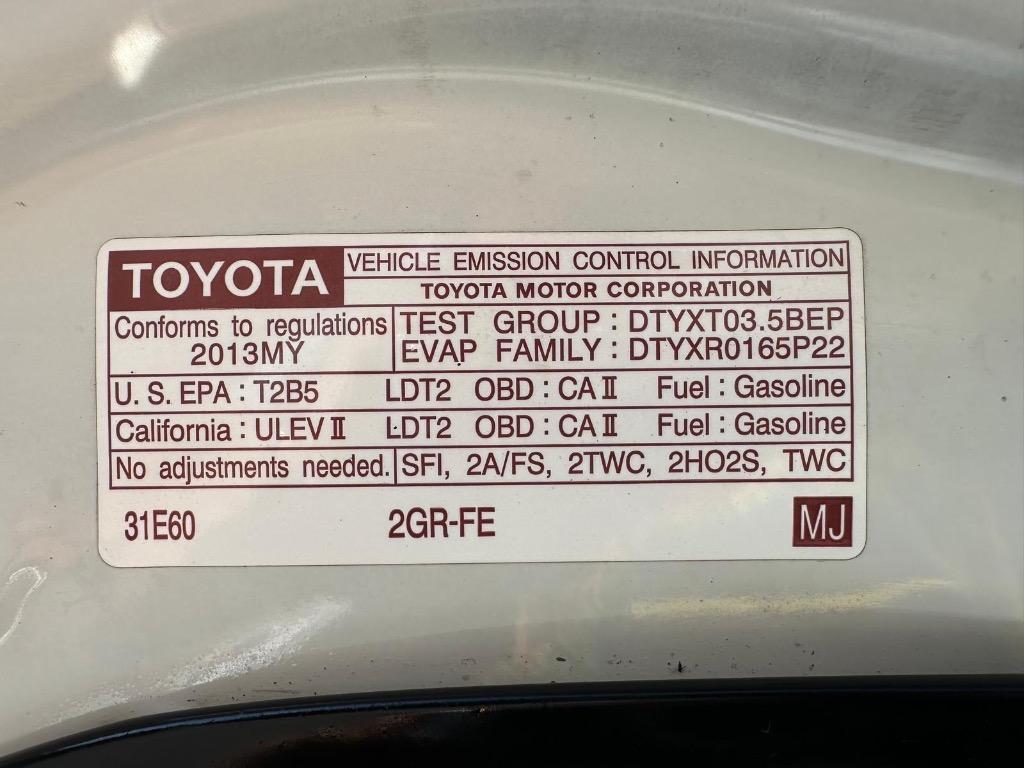 TOYOTA VEHICLE EMISSION CONTROL INFORMATION
TOYOTA MOTOR CORPORATION
Conforms to regulations
2013MY
TEST GROUP : DTYXT03.5BEP
EVAP FAMILY : DTYXR0165P22
U. S. EPA : T2B5 LDT2 OBD : CA II Fuel : Gasoline
California : ULEV II LDT2 OBD : CA II Fuel : Gasoline
No adjustments needed. SFI, 2A/FS, 2TWC, 2HO2S, TWC
31E60 2GR-FE MJ